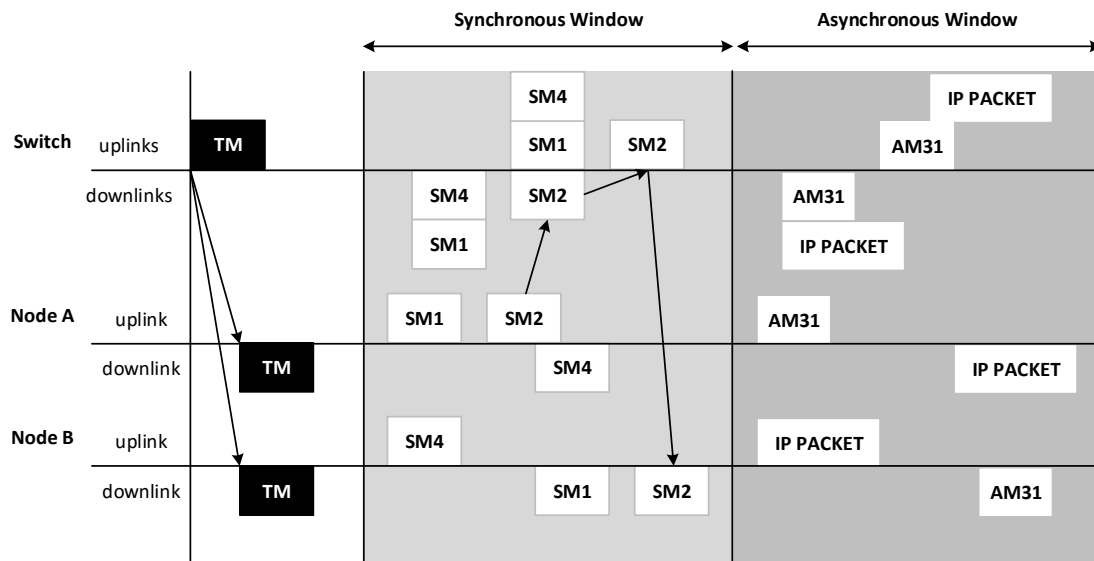 Synchronous Window
Asynchronous Window
SM4
IP PACKET
Switch
uplinks
TM
SM1
SM2
AM31
downlinks
SM4
SM2
AM31
SM1
IP PACKET
Node A
uplink
SM1
SM2
AM31
downlink
TM
SM4
IP PACKET
Node B
uplink
SM4
IP PACKET
downlink
TM
SM1
SM2
AM31